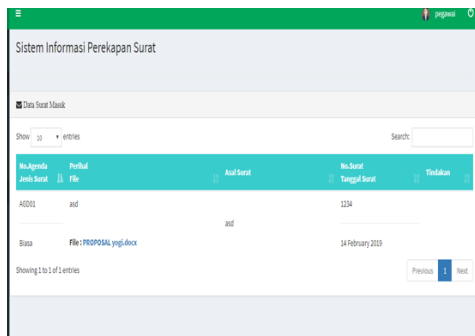 pegawai
Sistem Informasi Perekapan Surat
Data Surat Masuk
Show 10 entries
Search:
No.Agenda
Jenis Surat
Perihal
File
Asal Surat
No.Surat
Tanggal Surat
Tindakan
AGD01
asd
asd
1234
Biasa
File : PROPOSAL yogi.docx
14 February 2019
Showing 1 to 1 of 1 entries
Previous 1 Next